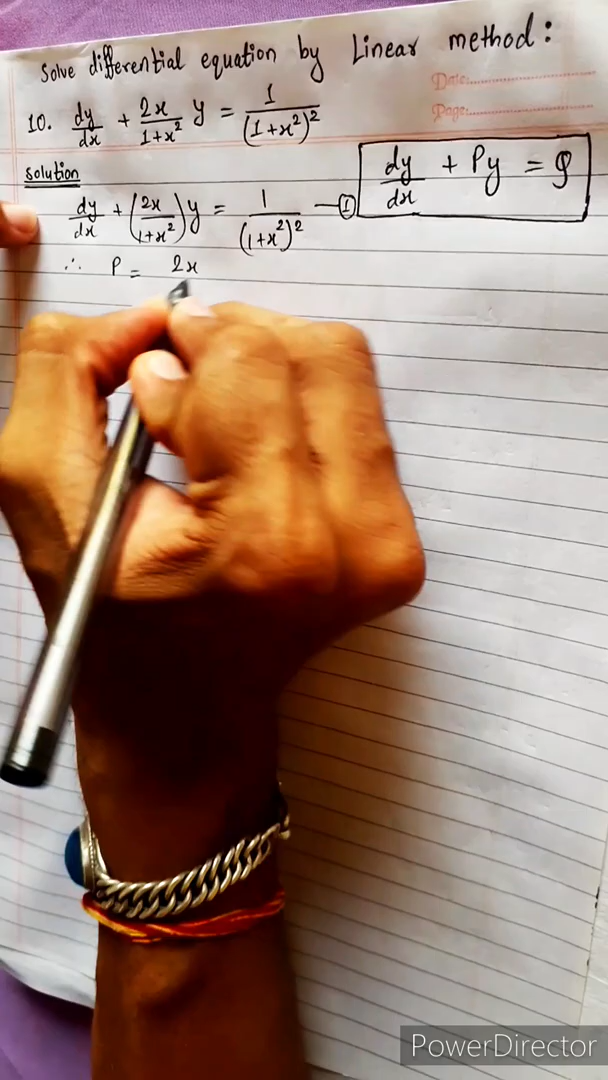 Solve differential equation by Linear method:
Date:
Page:
10. dy/dx + 2x/1+x² y = 1/(1+x²)²
solution
dy/dx + Py = Q
dy/dx + (2x/1+x²)y = 1/(1+x²)² —①
∴ P = 2x
PowerDirector